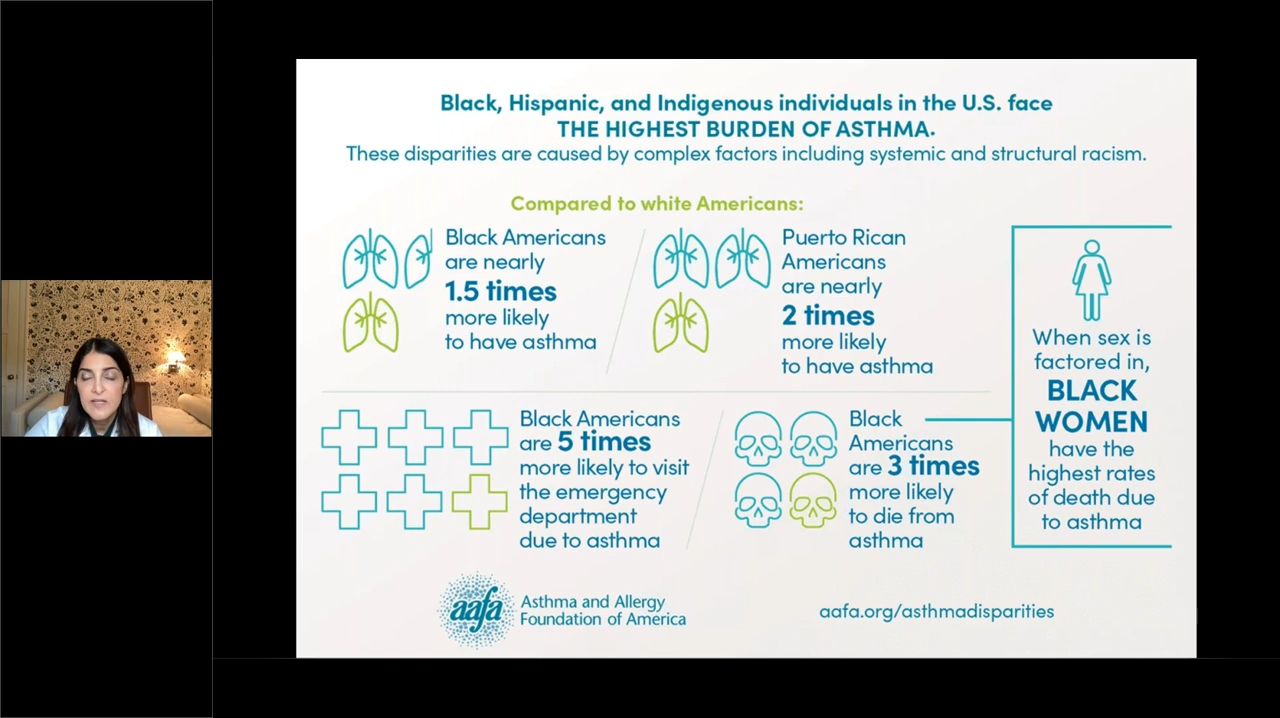 Black, Hispanic, and Indigenous individuals in the U.S. face
THE HIGHEST BURDEN OF ASTHMA.
These disparities are caused by complex factors including systemic and structural racism.
Compared to white Americans:
Black Americans
are nearly
1.5 times
more likely
to have asthma
Puerto Rican
Americans
are nearly
2 times
more likely
to have asthma
Black Americans
are 5 times
more likely to visit
the emergency
department
due to asthma
Black
Americans
are 3 times
more likely
to die from
asthma
When sex is
factored in,
BLACK
WOMEN
have the
highest rates
of death due
to asthma
aafa
Asthma and Allergy
Foundation of America
aafa.org/asthmadisparities